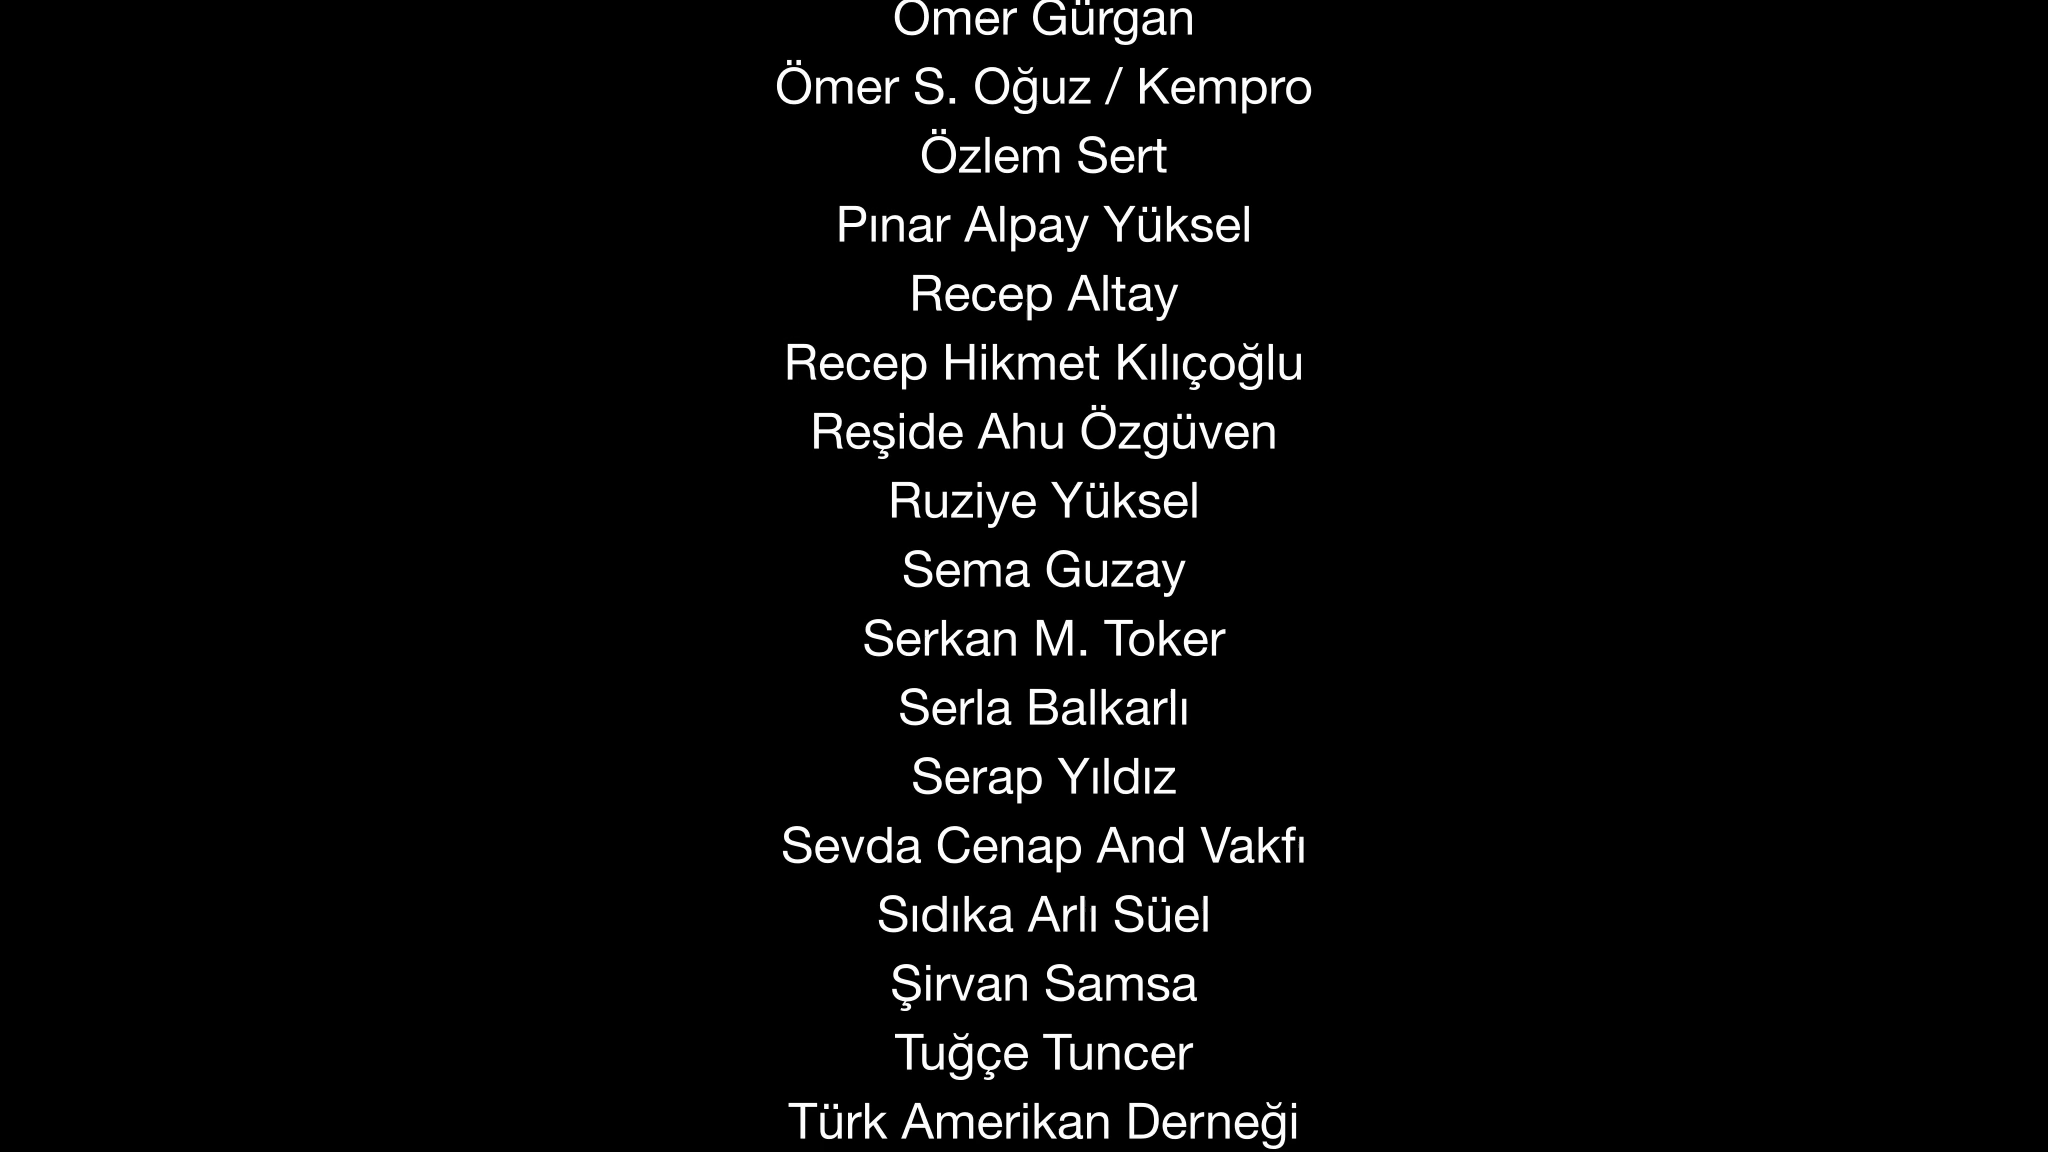 Ömer Gürgan
Ömer S. Oğuz / Kempro
Özlem Sert
Pınar Alpay Yüksel
Recep Altay
Recep Hikmet Kılıçoğlu
Reşide Ahu Özgüven
Ruziye Yüksel
Sema Guzay
Serkan M. Toker
Serla Balkarlı
Serap Yıldız
Sevda Cenap And Vakfı
Sıdıka Arlı Süel
Şirvan Samsa
Tuğçe Tuncer
Türk Amerikan Derneği